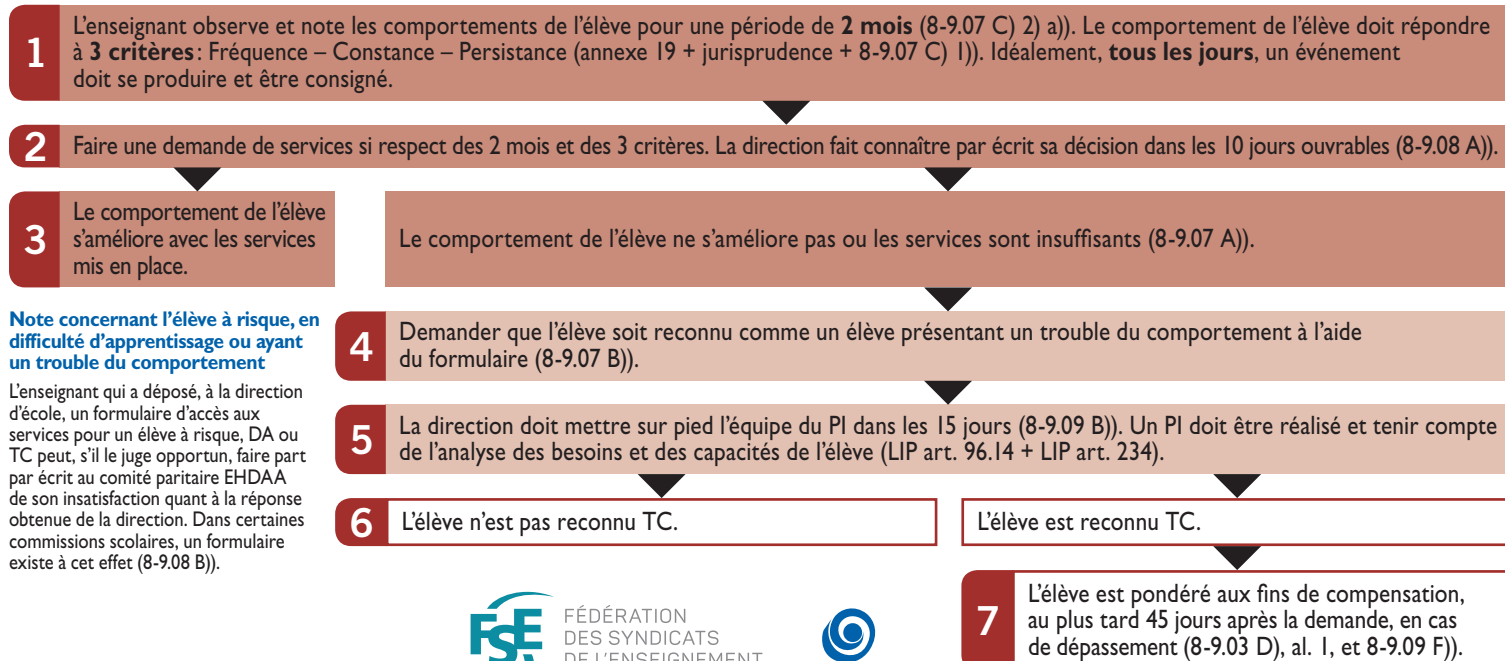 1
L'enseignant observe et note les comportements de l'élève pour une période de 2 mois (8-9.07 C) 2) a)). Le comportement de l'élève doit répondre
à 3 critères : Fréquence – Constance – Persistance (annexe 19 + jurisprudence + 8-9.07 C) 1)). Idéalement, tous les jours, un événement
doit se produire et être consigné.
2
Faire une demande de services si respect des 2 mois et des 3 critères. La direction fait connaître par écrit sa décision dans les 10 jours ouvrables (8-9.08 A)).
3
Le comportement de l'élève
s'améliore avec les services
mis en place.
Le comportement de l'élève ne s'améliore pas ou les services sont insuffisants (8-9.07 A)).
Note concernant l'élève à risque, en
difficulté d'apprentissage ou ayant
un trouble du comportement
L'enseignant qui a déposé, à la direction
d'école, un formulaire d'accès aux
services pour un élève à risque, DA ou
TC peut, s'il le juge opportun, faire part
par écrit au comité paritaire EHDAA
de son insatisfaction quant à la réponse
obtenue de la direction. Dans certaines
commissions scolaires, un formulaire
existe à cet effet (8-9.08 B)).
4
Demander que l'élève soit reconnu comme un élève présentant un trouble du comportement à l'aide
du formulaire (8-9.07 B)).
5
La direction doit mettre sur pied l'équipe du PI dans les 15 jours (8-9.09 B)). Un PI doit être réalisé et tenir compte
de l'analyse des besoins et des capacités de l'élève (LIP art. 96.14 + LIP art. 234).
6
L'élève n'est pas reconnu TC.
L'élève est reconnu TC.
7
L'élève est pondéré aux fins de compensation,
au plus tard 45 jours après la demande, en cas
de dépassement (8-9.03 D), al. 1, et 8-9.09 F)).
FSE
FÉDÉRATION
DES SYNDICATS
DE L'ENSEIGNEMENT